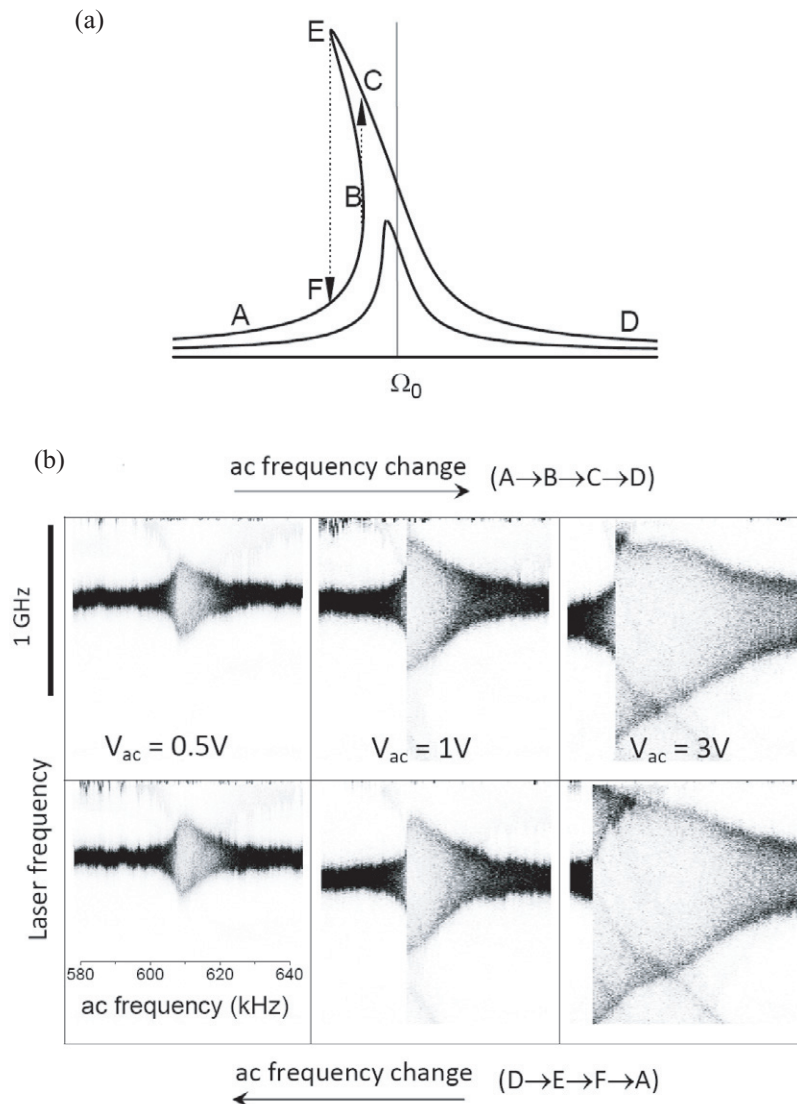 (a)
E
C
B
F
A
D
Ω₀
(b)
ac frequency change (A→B→C→D)
1 GHz
Vac = 0.5V
Vac = 1V
Vac = 3V
Laser frequency
580 600 620 640
ac frequency (kHz)
ac frequency change (D→E→F→A)